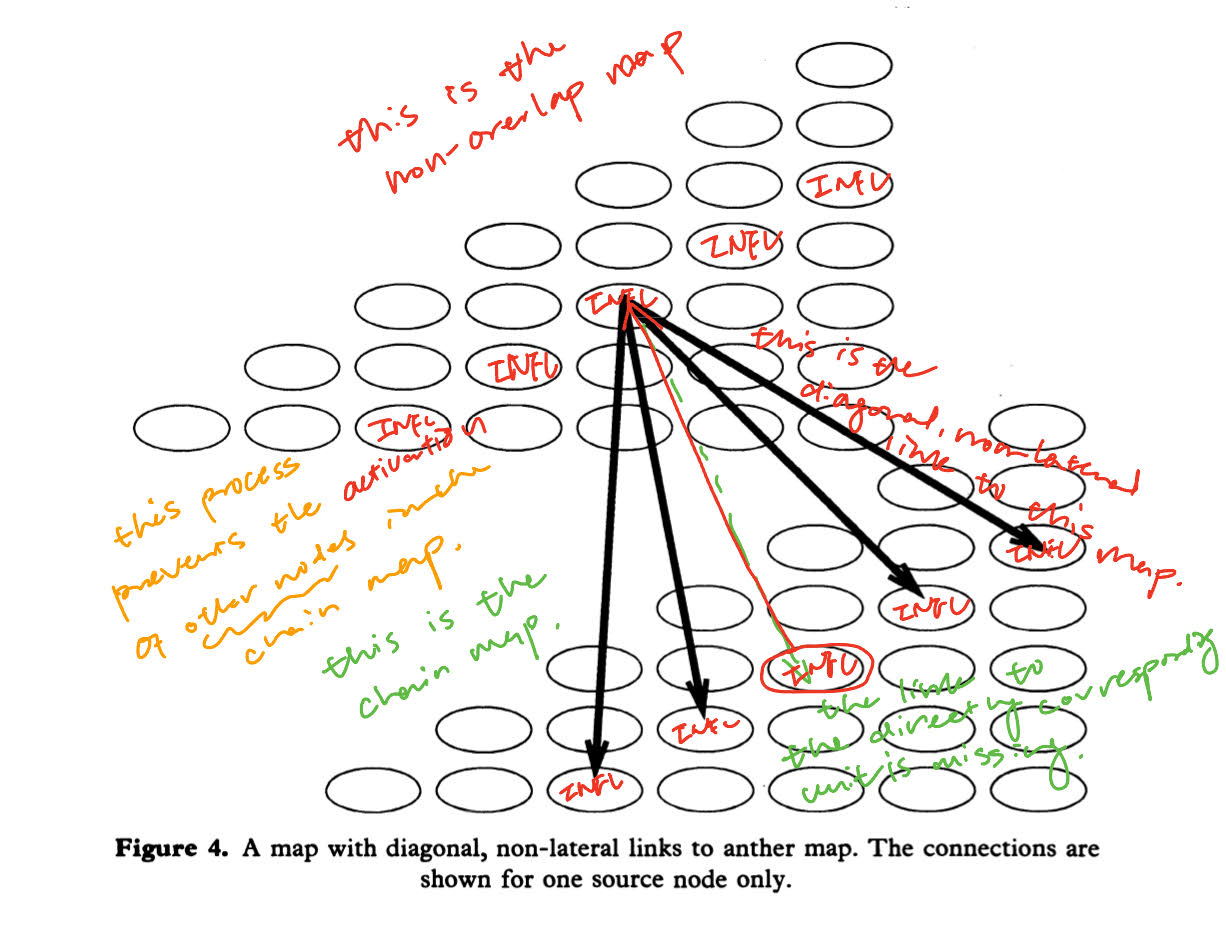 this is the
non-overlap map
INFL
INFL
INFL
INFL
INFL
this is the
diagonal, non-lateral
link to this
map.
INFL
INFL
INFL
INFL
INFL
this process
prevents the activation
of other nodes in the
chain map.
this is the
chain map.
the link to
the directly corresponding
unit is missing.
Figure 4. A map with diagonal, non-lateral links to anther map. The connections are
shown for one source node only.